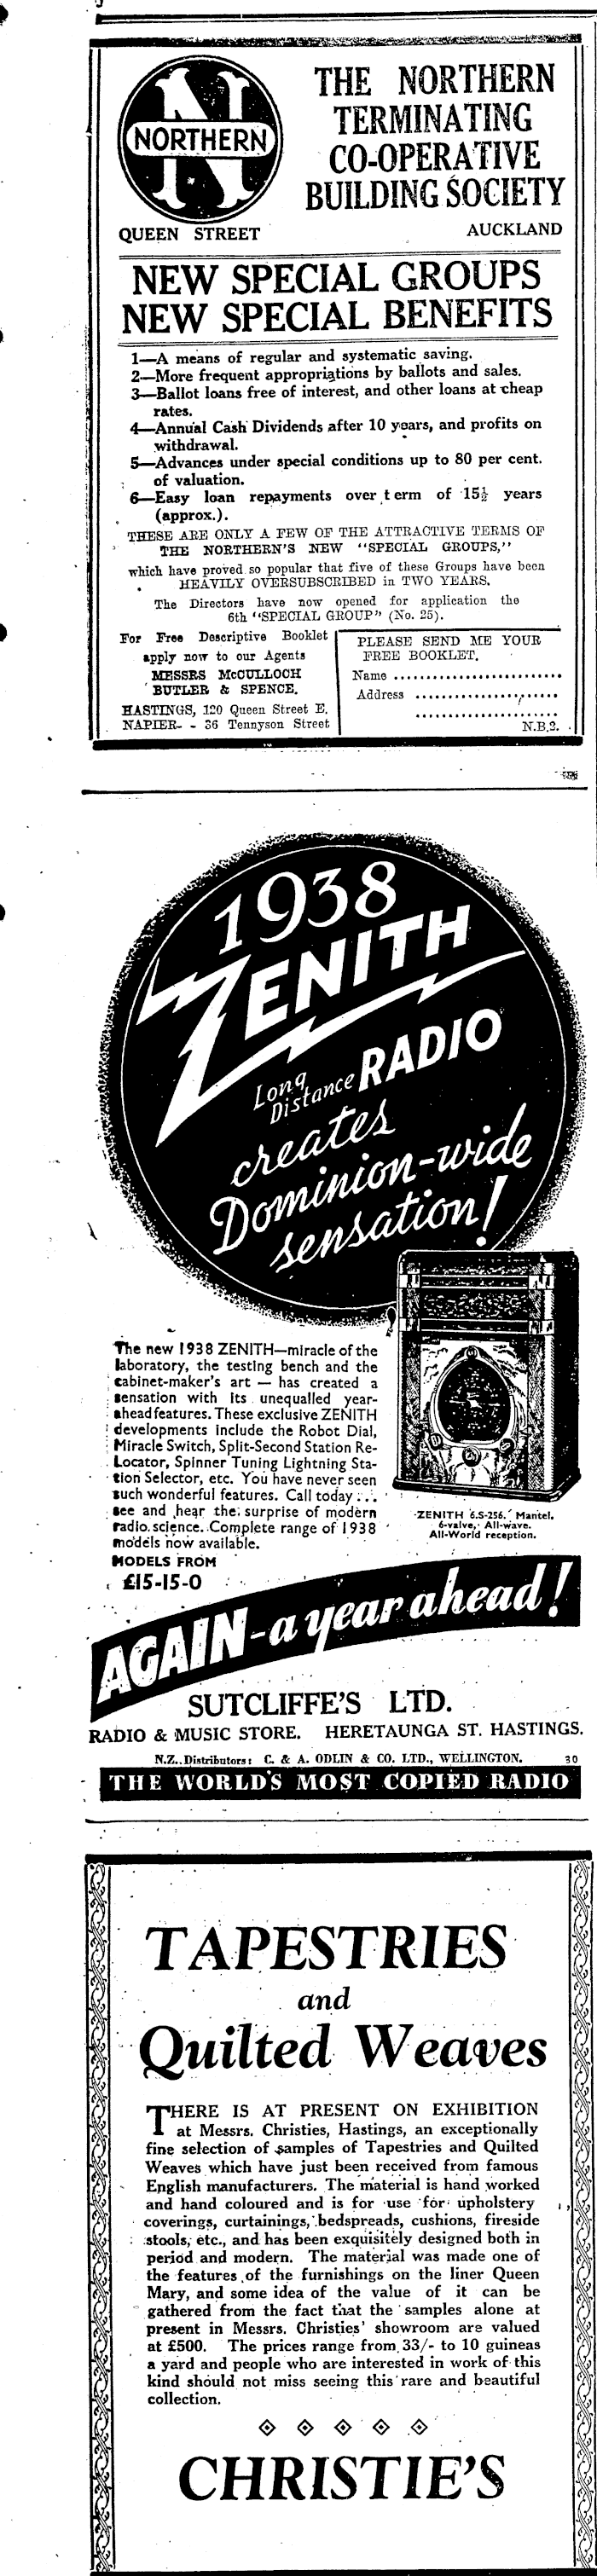 NORTHERN
THE NORTHERN
TERMINATING
CO-OPERATIVE
BUILDING SOCIETY
QUEEN STREET
AUCKLAND
NEW SPECIAL GROUPS
NEW SPECIAL BENEFITS
1—A means of regular and systematic saving.
2—More frequent appropriations by ballots and sales.
3—Ballot loans free of interest, and other loans at cheap
rates.
4—Annual Cash Dividends after 10 years, and profits on
withdrawal.
5—Advances under special conditions up to 80 per cent.
of valuation.
6—Easy loan repayments over term of 15½ years
(approx.).
THESE ARE ONLY A FEW OF THE ATTRACTIVE TERMS OF
THE NORTHERN'S NEW "SPECIAL GROUPS,"
which have proved so popular that five of these Groups have been
HEAVILY OVERSUBSCRIBED in TWO YEARS.
The Directors have now opened for application the
6th "SPECIAL GROUP" (No. 25).
For Free Descriptive Booklet
apply now to our Agents
MESSRS McCULLOCH
BUTLER & SPENCE.
HASTINGS, 120 Queen Street E.
NAPIER- - 36 Tennyson Street
PLEASE SEND ME YOUR
FREE BOOKLET.
Name ..........................
Address ......................
......................
N.B.2.
1938
ZENITH
Long
Distance RADIO
creates
Dominion-wide
sensation!
The new 1938 ZENITH—miracle of the
laboratory, the testing bench and the
cabinet-maker's art — has created a
sensation with its unequalled year-
ahead features. These exclusive ZENITH
developments include the Robot Dial,
Miracle Switch, Split-Second Station Re-
Locator, Spinner Tuning Lightning Sta-
tion Selector, etc. You have never seen
such wonderful features. Call today . . .
see and hear the surprise of modern
radio science. Complete range of 1938
models now available.
MODELS FROM
£15-15-0
ZENITH 6.S-256. Mantel.
6-valve, All-wave.
All-World reception.
AGAIN-a year ahead!
SUTCLIFFE'S LTD.
RADIO & MUSIC STORE. HERETAUNGA ST. HASTINGS.
N.Z. Distributors: C. & A. ODLIN & CO. LTD., WELLINGTON. 30
THE WORLD'S MOST COPIED RADIO
TAPESTRIES
and
Quilted Weaves
THERE IS AT PRESENT ON EXHIBITION
at Messrs. Christies, Hastings, an exceptionally
fine selection of samples of Tapestries and Quilted
Weaves which have just been received from famous
English manufacturers. The material is hand worked
and hand coloured and is for use for upholstery
coverings, curtainings, bedspreads, cushions, fireside
stools, etc., and has been exquisitely designed both in
period and modern. The material was made one of
the features of the furnishings on the liner Queen
Mary, and some idea of the value of it can be
gathered from the fact that the samples alone at
present in Messrs. Christies' showroom are valued
at £500. The prices range from 33/- to 10 guineas
a yard and people who are interested in work of this
kind should not miss seeing this rare and beautiful
collection.
CHRISTIE'S